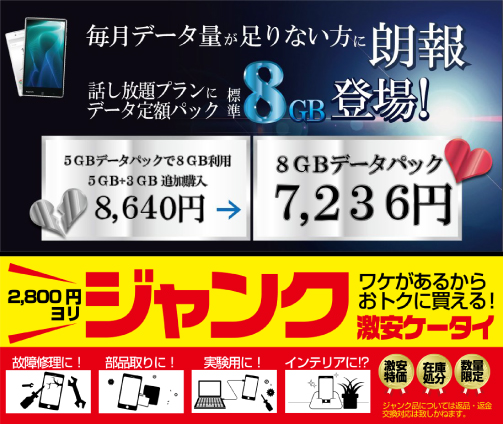 毎月データ量が足りない方に朗報
話し放題プランに
データ定額パック 標準8GB登場!
5GBデータパックで8GB利用
5GB+3GB 追加購入
8,640円
8GBデータパック
7,236円
2,800円ヨリ
ジャンク
ワケがあるから
おトクに買える!
激安ケータイ
故障修理に!
部品取りに!
実験用に!
インテリアに!?
激安特価
在庫処分
数量限定
ジャンク品については返品・返金
交換対応は致しかねます。